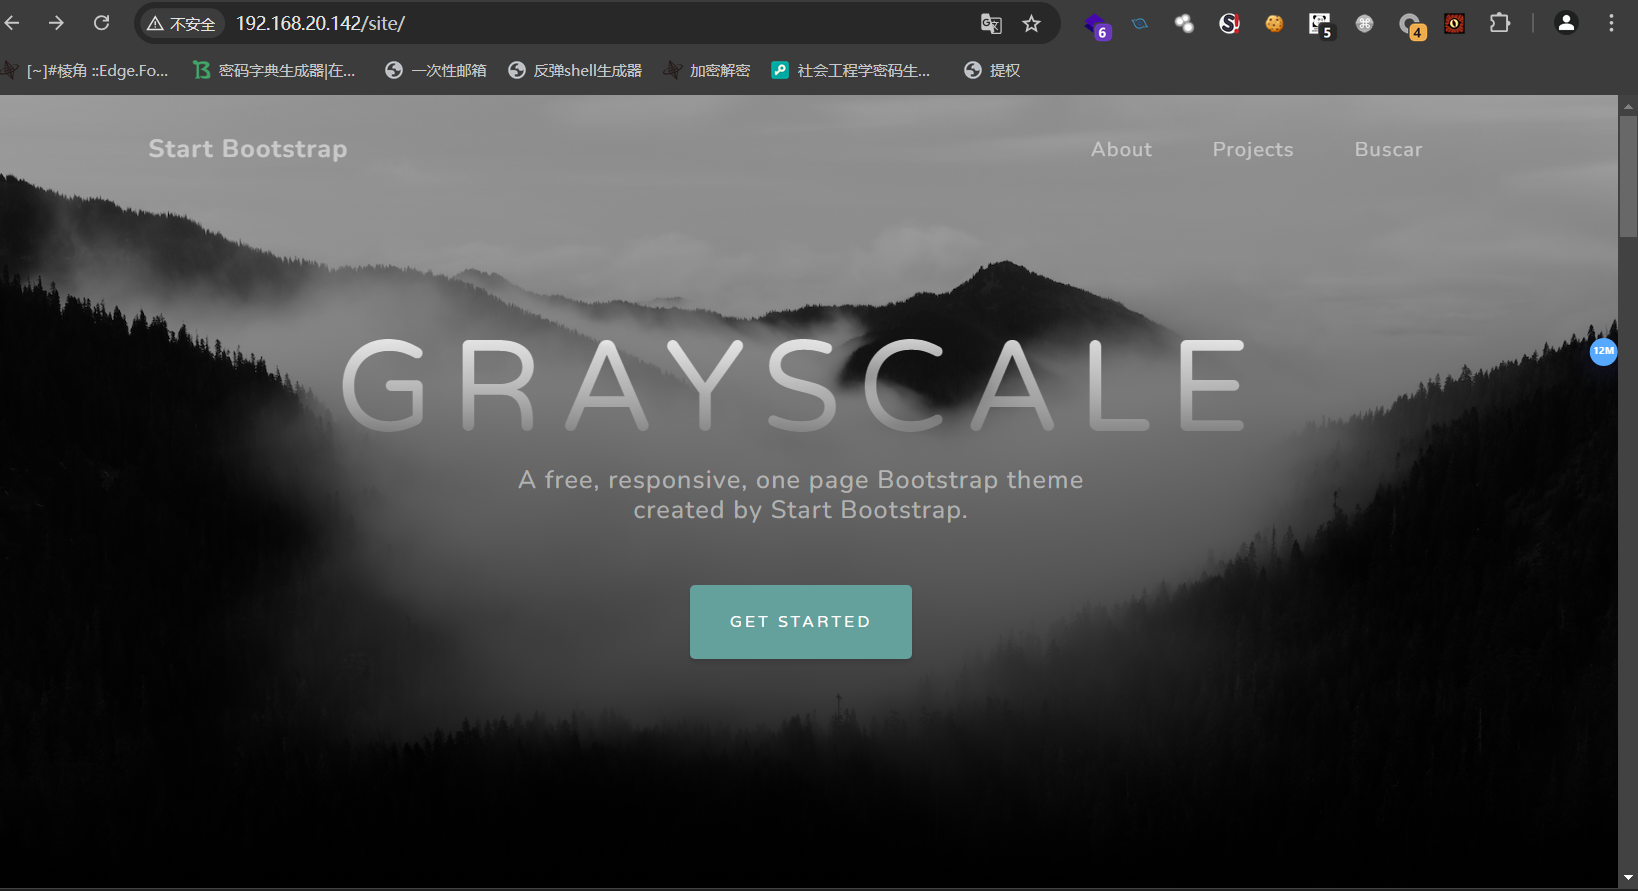 不安全 192.168.20.142/site/
6 5 4
[~]#棱角 ::Edge.Fo... 密码字典生成器|在... 一次性邮箱 反弹shell生成器 加密解密 社会工程学密码生... 提权
Start Bootstrap About Projects Buscar
GRAYSCALE
12M
A free, responsive, one page Bootstrap theme
created by Start Bootstrap.
GET STARTED